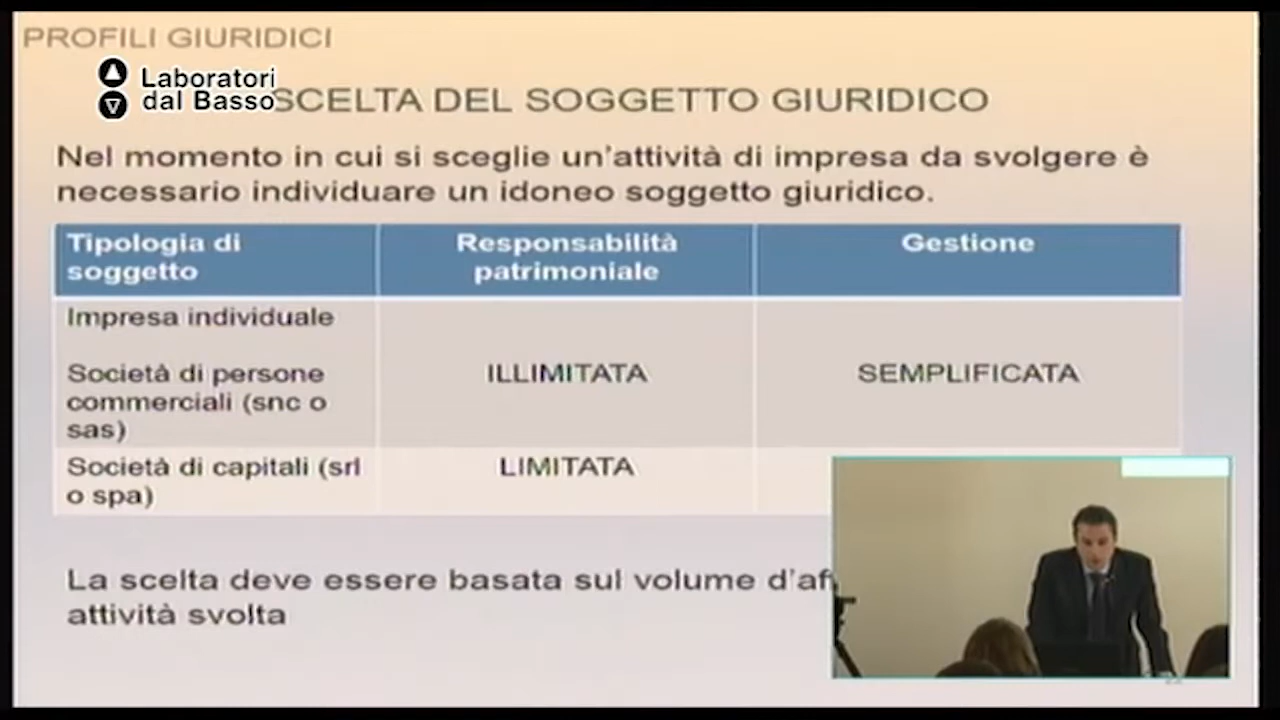 PROFILI GIURIDICI
Laboratori
dal Basso
SCELTA DEL SOGGETTO GIURIDICO
Nel momento in cui si sceglie un'attività di impresa da svolgere è
necessario individuare un idoneo soggetto giuridico.
Tipologia di
soggetto
Responsabilità
patrimoniale
Gestione
Impresa individuale
Società di persone
commerciali (snc o
sas)
ILLIMITATA
SEMPLIFICATA
Società di capitali (srl
o spa)
LIMITATA
La scelta deve essere basata sul volume
attività svolta